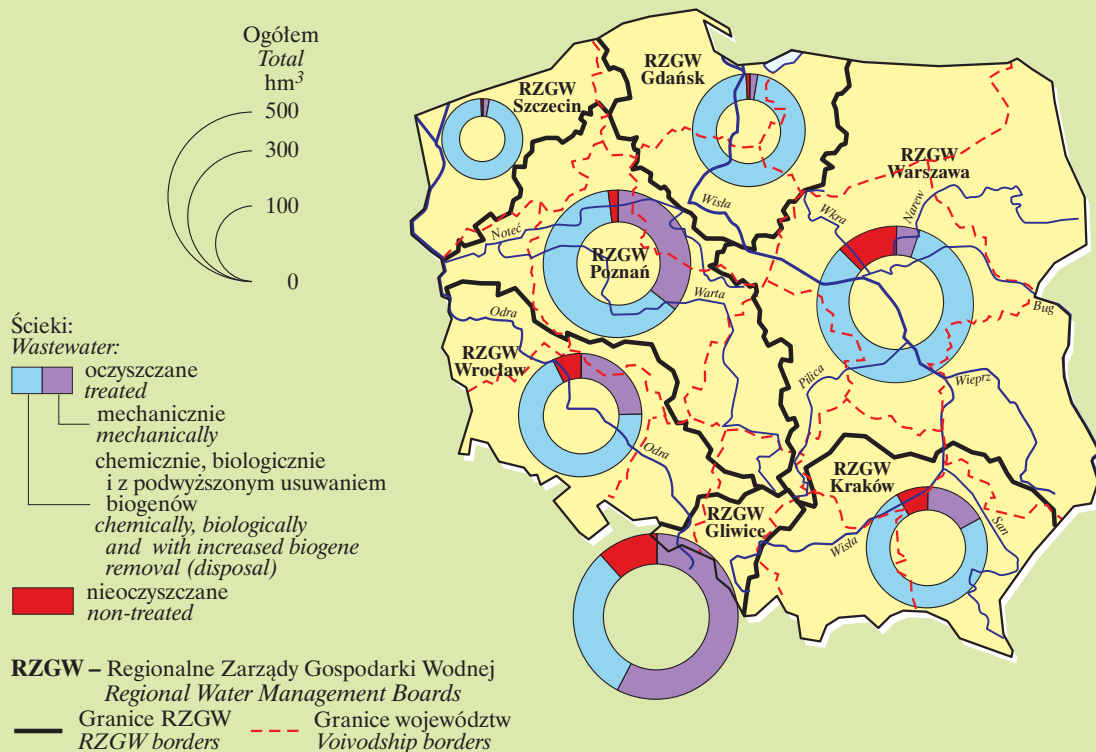 Ogółem
Total
hm3
500
300
100
0
Ścieki:
Wastewater:
oczyszczane
treated
mechanicznie
mechanically
chemicznie, biologicznie
i z podwyższonym usuwaniem
biogenów
chemically, biologically
and with increased biogene
removal (disposal)
nieoczyszczane
non-treated
RZGW – Regionalne Zarządy Gospodarki Wodnej
Regional Water Management Boards
Granice RZGW
RZGW borders
Granice województw
Voivodship borders
RZGW
Szczecin
RZGW
Gdańsk
RZGW
Warszawa
RZGW
Poznań
RZGW
Wrocław
RZGW
Gliwice
RZGW
Kraków
Noteć
Wisła
Wkra
Narew
Warta
Bug
Odra
Pilica
Wieprz
Odra
Wisła
San